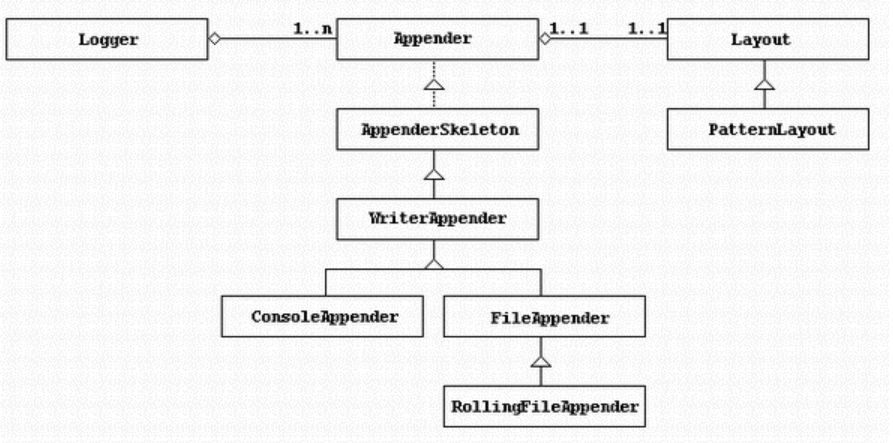 Logger
1..n
Appender
1..1
1..1
Layout
AppenderSkeleton
PatternLayout
WriterAppender
ConsoleAppender
FileAppender
RollingFileAppender